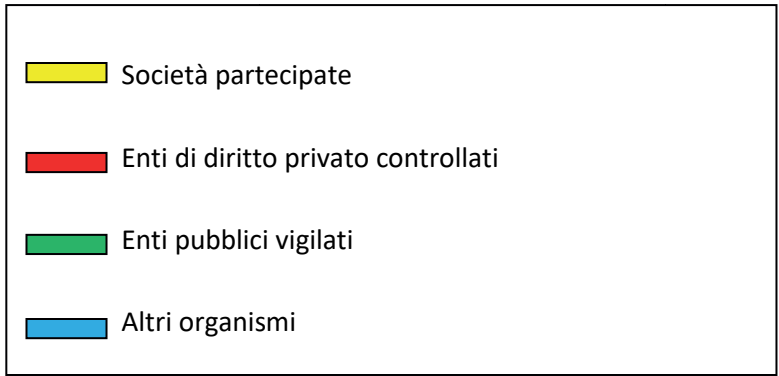 Società partecipate
Enti di diritto privato controllati
Enti pubblici vigilati
Altri organismi